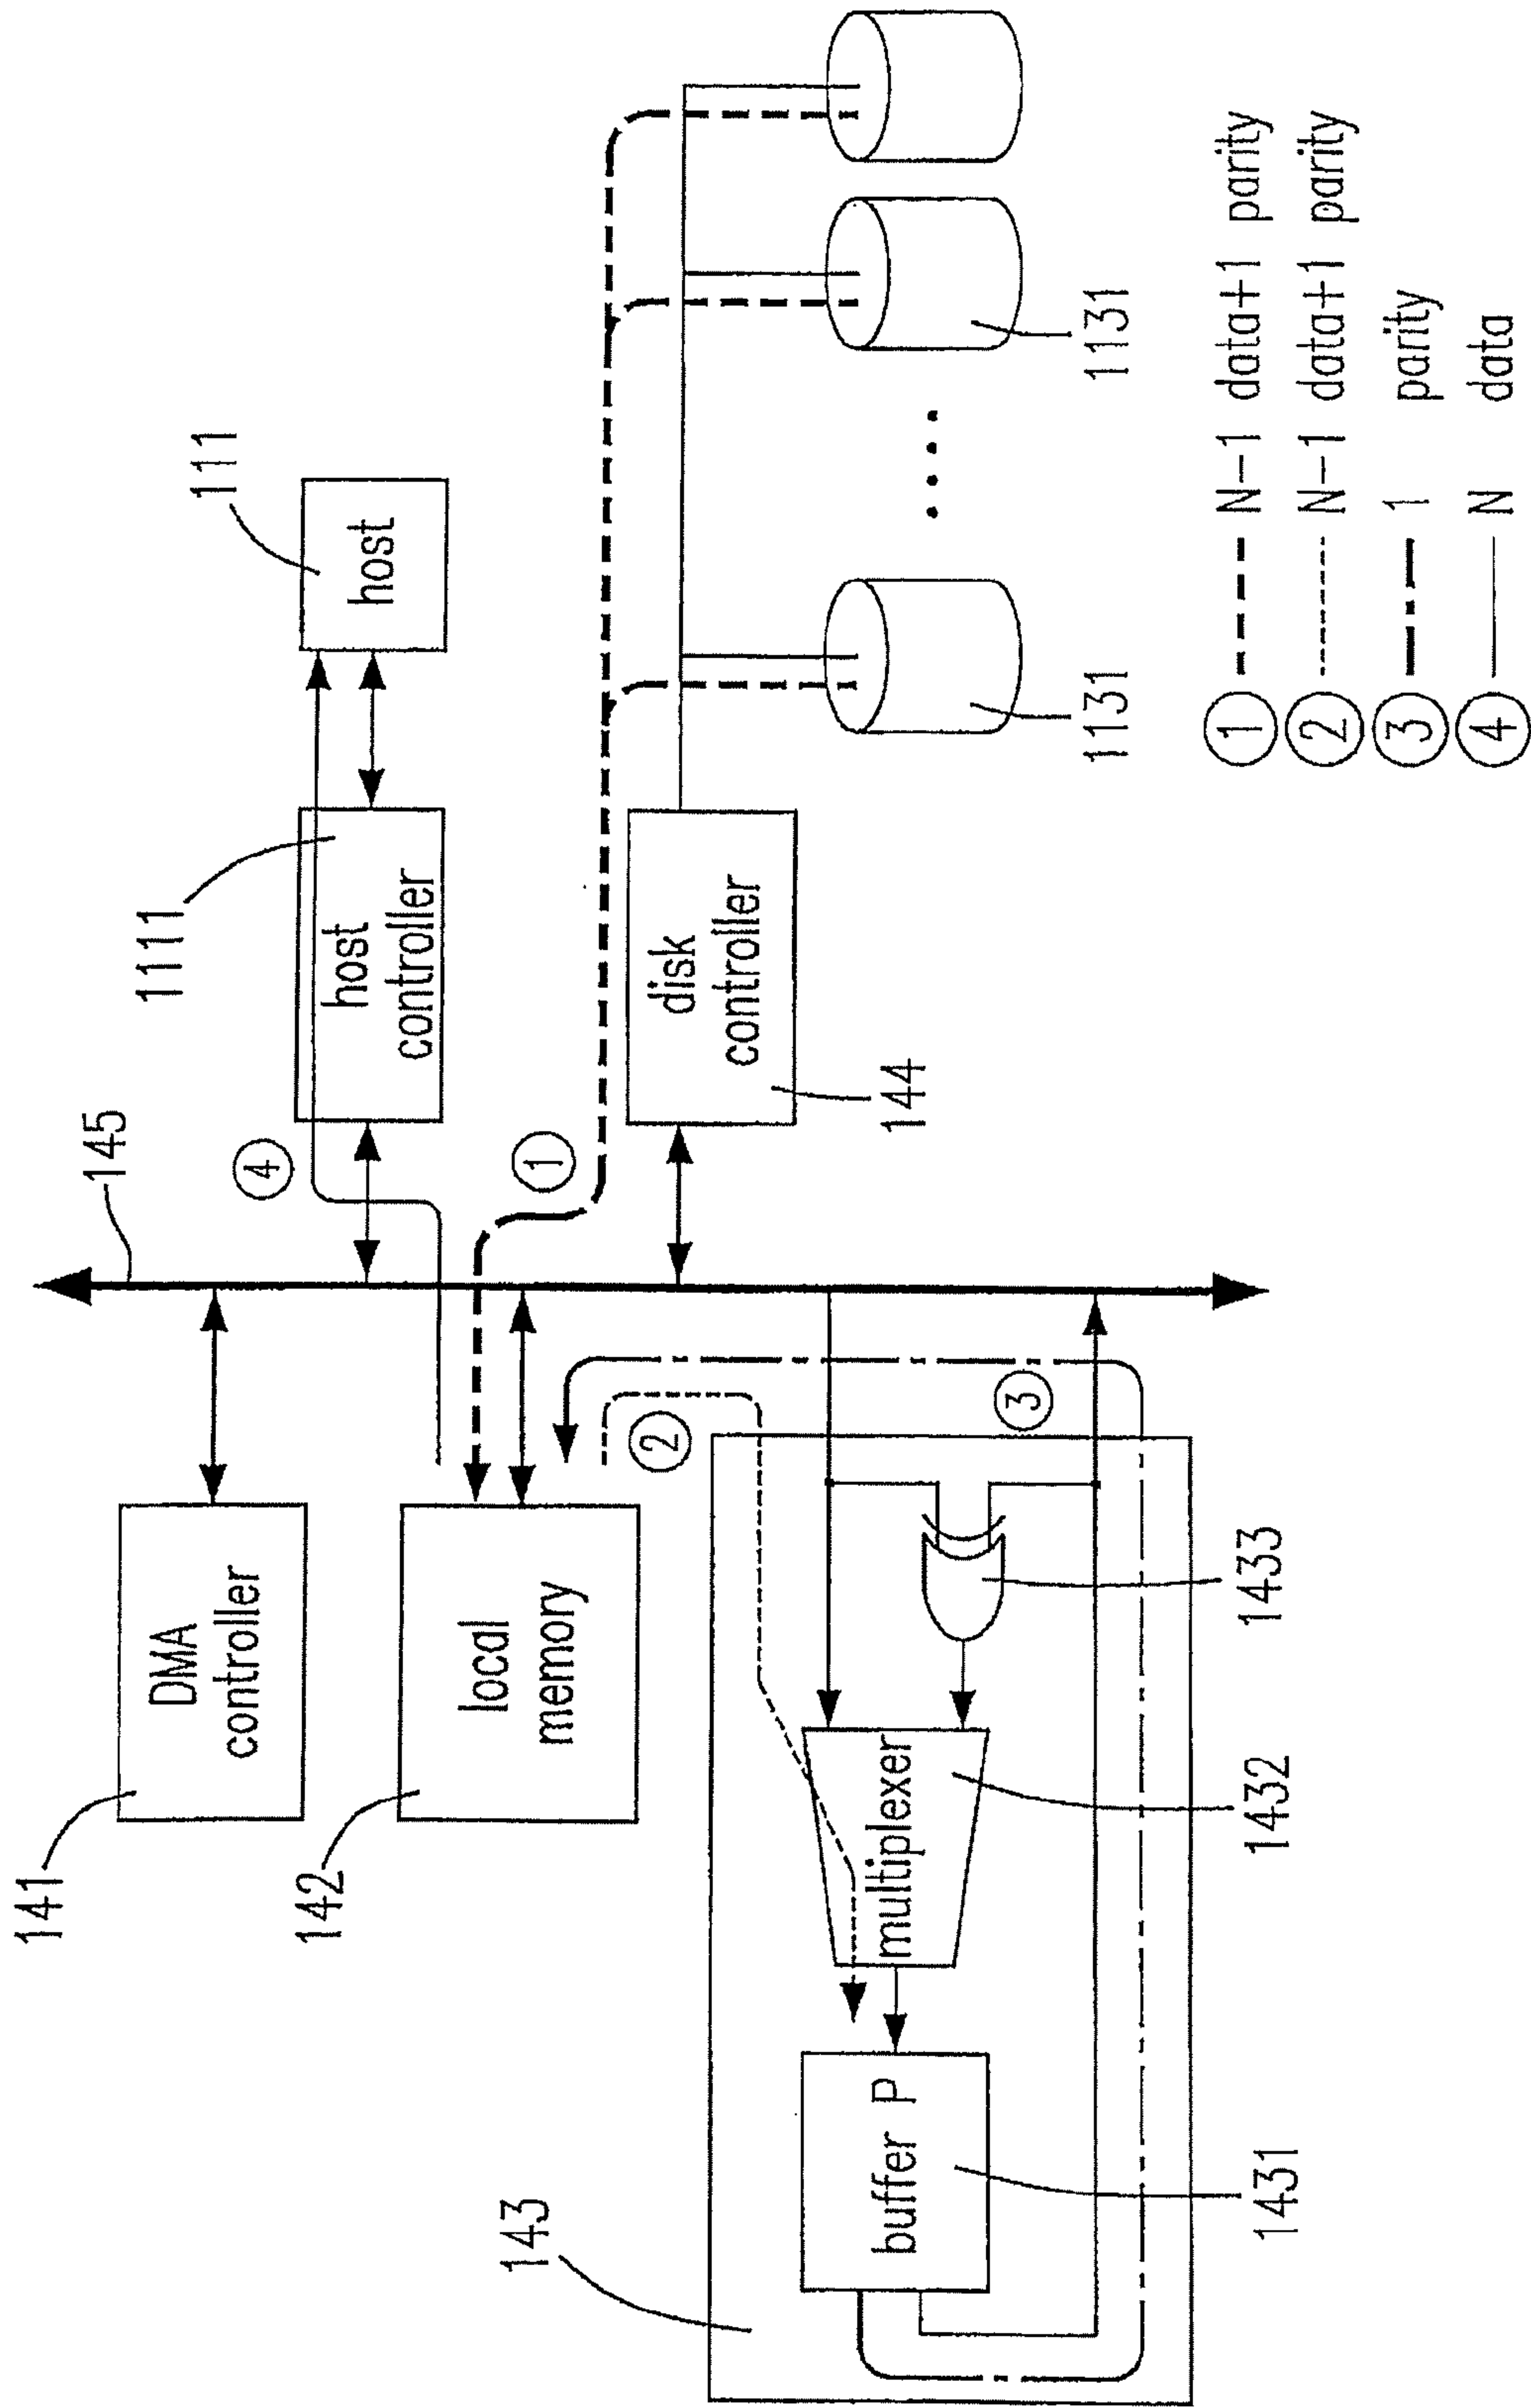 141
DMA
controller
142
local
memory
143
buffer P
1431
multiplexer
1432
1433
②
③
145
④
①
1111
host
controller
111
host
disk
controller
144
1131
1131
① N-1 data+1 parity
② N-1 data+1 parity
③ 1 parity
④ N data